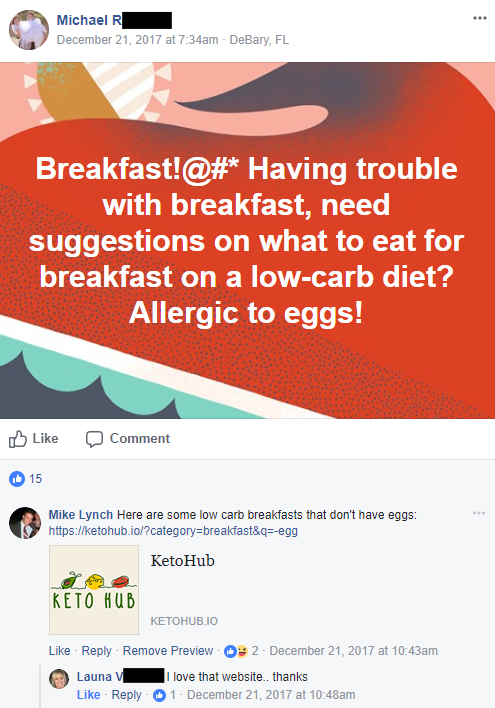 Michael R
December 21, 2017 at 7:34am · DeBary, FL
Breakfast!@#* Having trouble
with breakfast, need
suggestions on what to eat for
breakfast on a low-carb diet?
Allergic to eggs!
Like Comment
15
Mike Lynch Here are some low carb breakfasts that don't have eggs:
https://ketohub.io/?category=breakfast&q=-egg
KetoHub
KETO HUB
KETOHUB.IO
Like · Reply · Remove Preview · 2 · December 21, 2017 at 10:43am
Launa V I love that website.. thanks
Like · Reply · 1 · December 21, 2017 at 10:48am